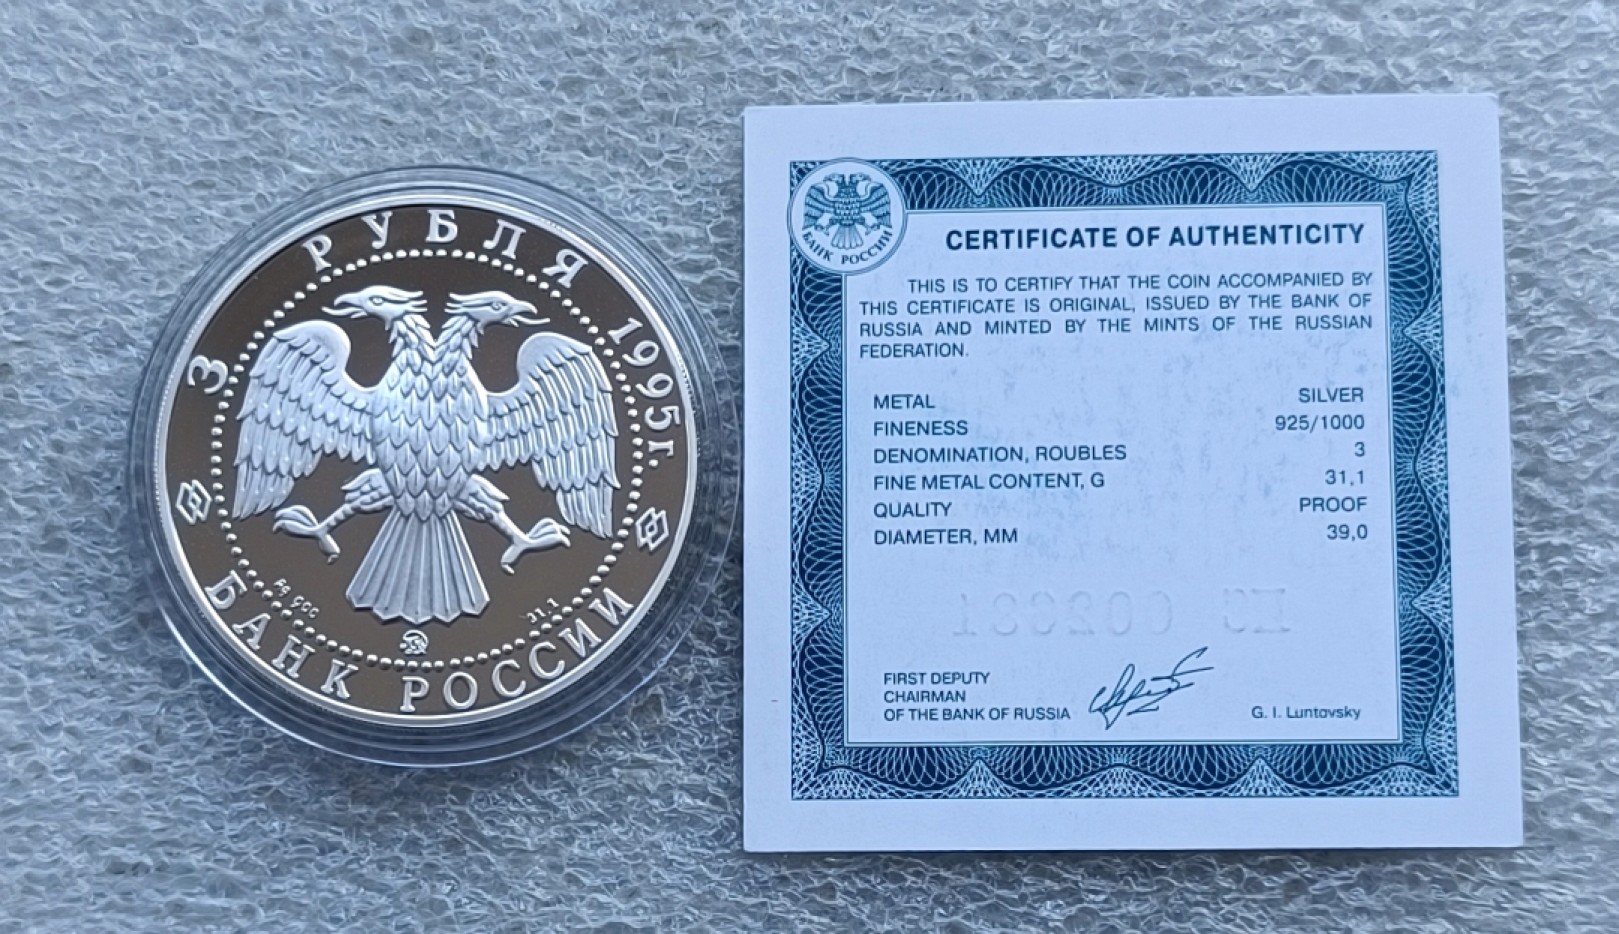 3 РУБЛЯ 1995г.
Ag 900
31,1
БАНК РОССИИ
БАНК РОССИИ
CERTIFICATE OF AUTHENTICITY
THIS IS TO CERTIFY THAT THE COIN ACCOMPANIED BY
THIS CERTIFICATE IS ORIGINAL, ISSUED BY THE BANK OF
RUSSIA AND MINTED BY THE MINTS OF THE RUSSIAN
FEDERATION.
METAL SILVER
FINENESS 925/1000
DENOMINATION, ROUBLES 3
FINE METAL CONTENT, G 31,1
QUALITY PROOF
DIAMETER, MM 39,0
FIRST DEPUTY
CHAIRMAN
OF THE BANK OF RUSSIA
G. I. Luntovsky